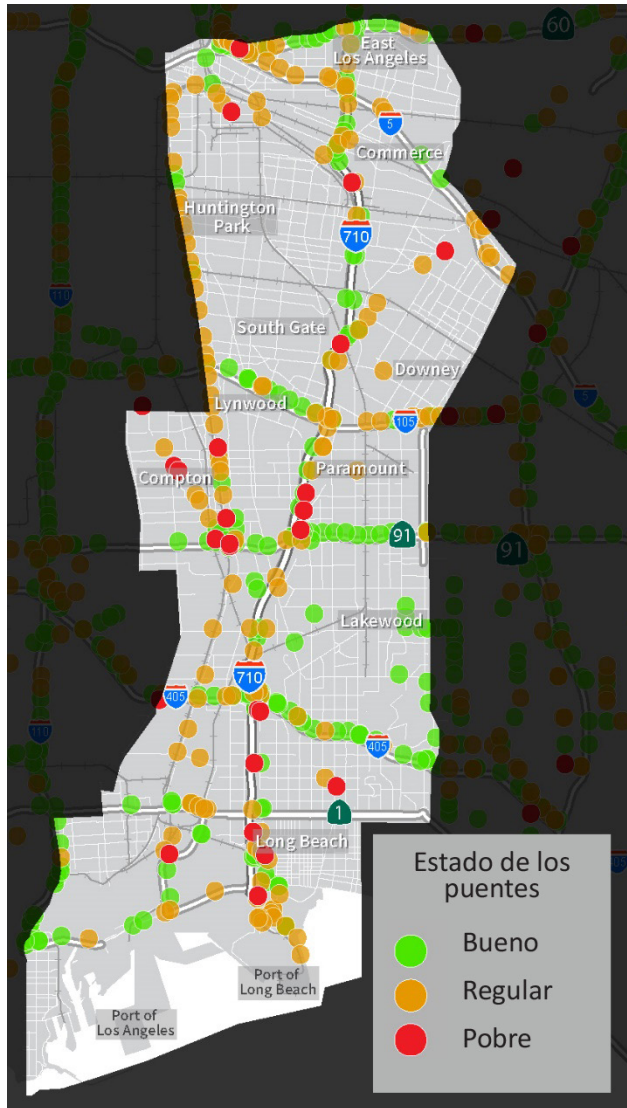 60
East
Los Angeles
5
Commerce
Huntington
Park
710
110
South Gate
Downey
5
Lynwood
105
Compton
Paramount
91
91
Lakewood
710
405
110
405
1
Long Beach
Estado de los
puentes
Bueno
Regular
Pobre
Port of
Long Beach
Port of
Los Angeles